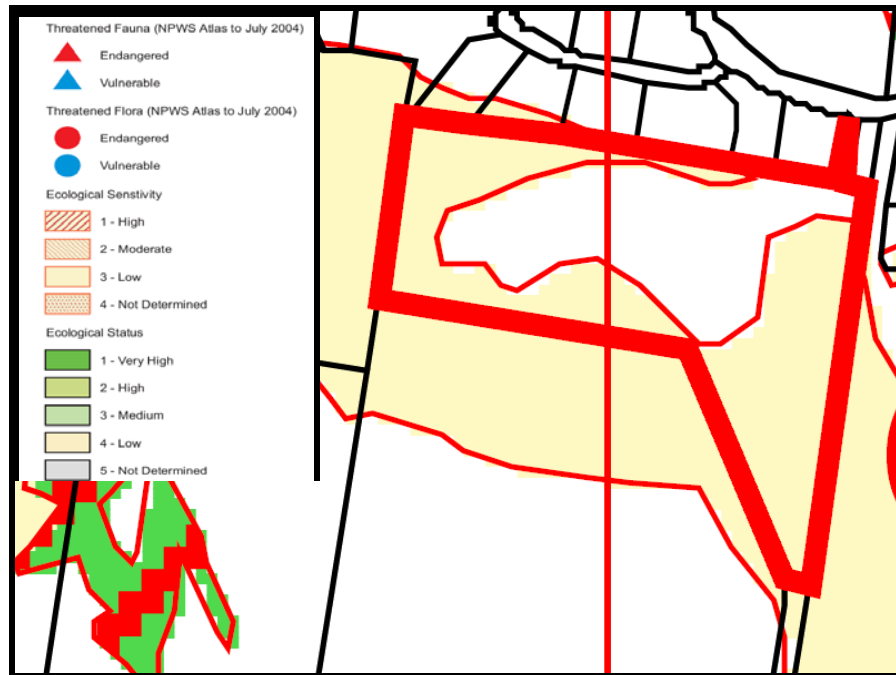 Threatened Fauna (NPWS Atlas to July 2004)
Endangered
Vulnerable
Threatened Flora (NPWS Atlas to July 2004)
Endangered
Vulnerable
Ecological Senstivity
1 - High
2 - Moderate
3 - Low
4 - Not Determined
Ecological Status
1 - Very High
2 - High
3 - Medium
4 - Low
5 - Not Determined